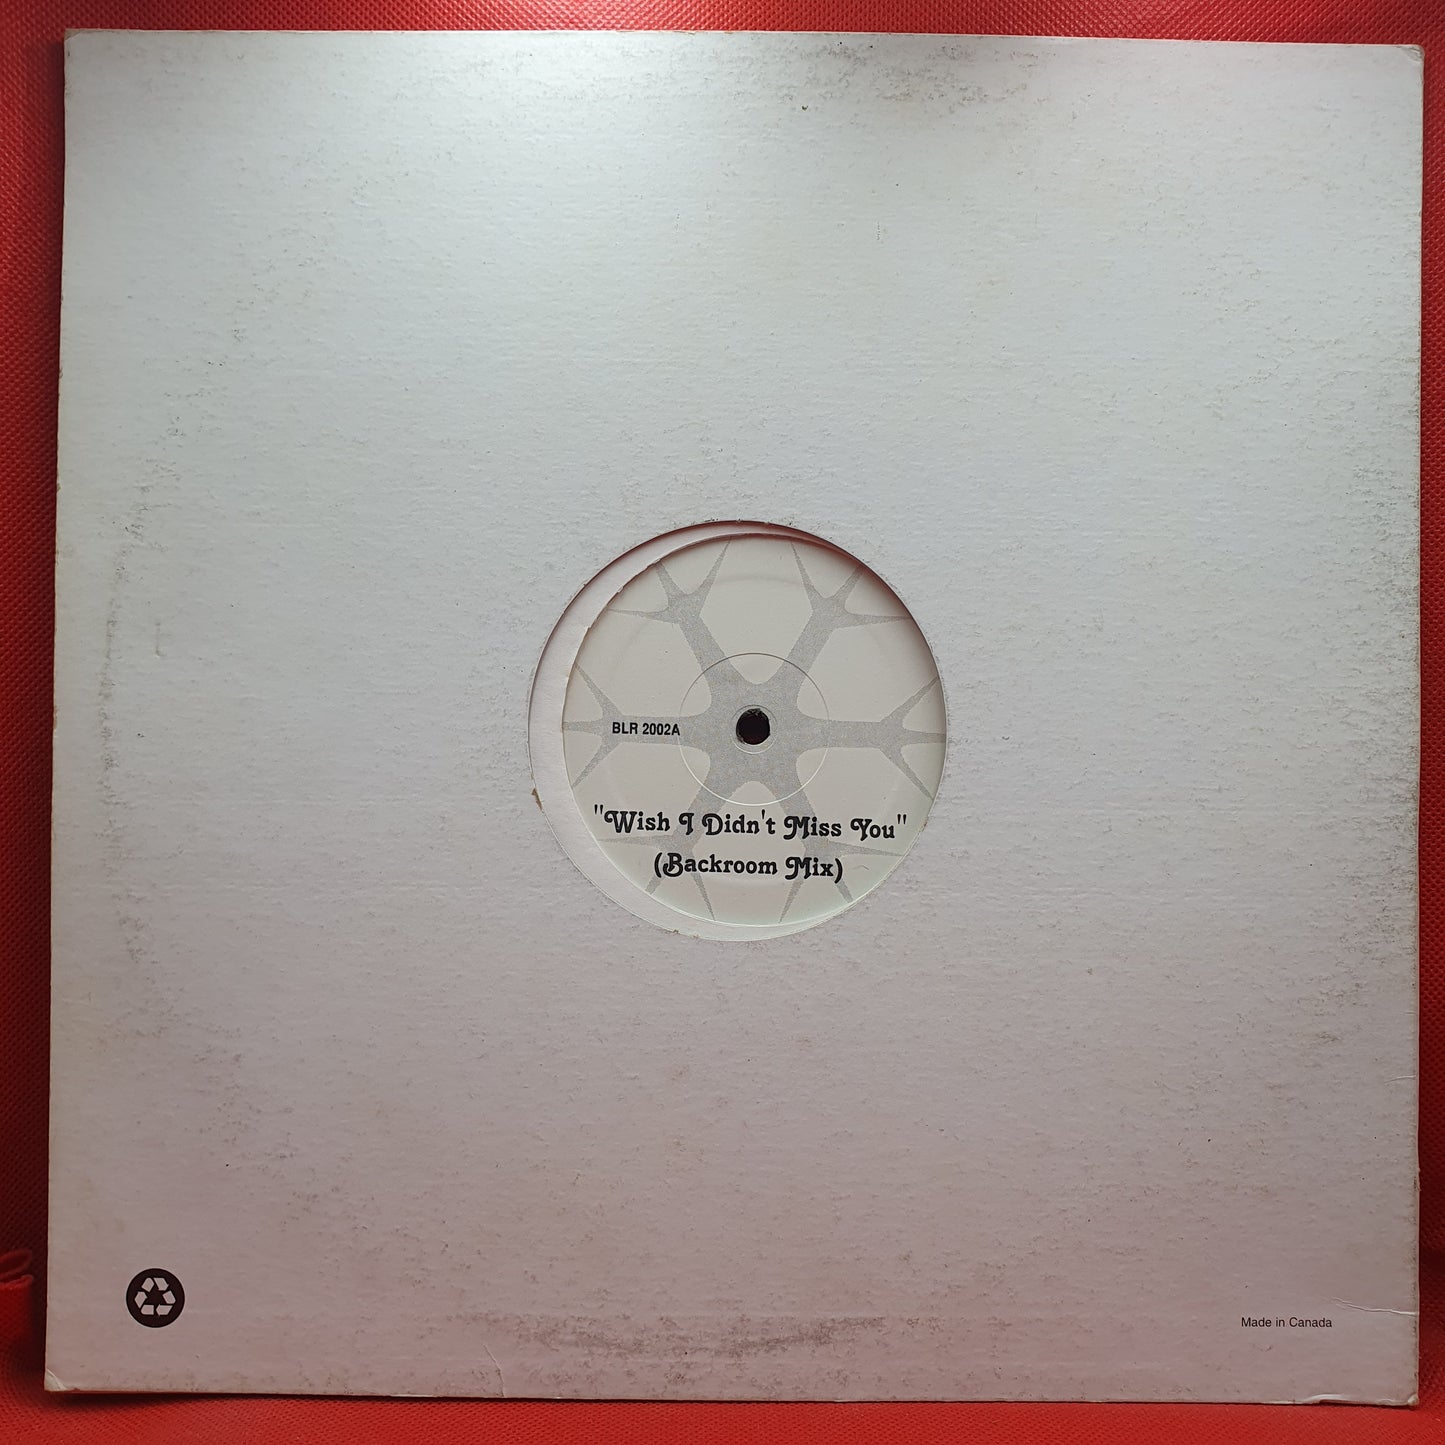 BLR 2002A
"Wish I Didn't Miss You"
(Backroom Mix)
Made in Canada